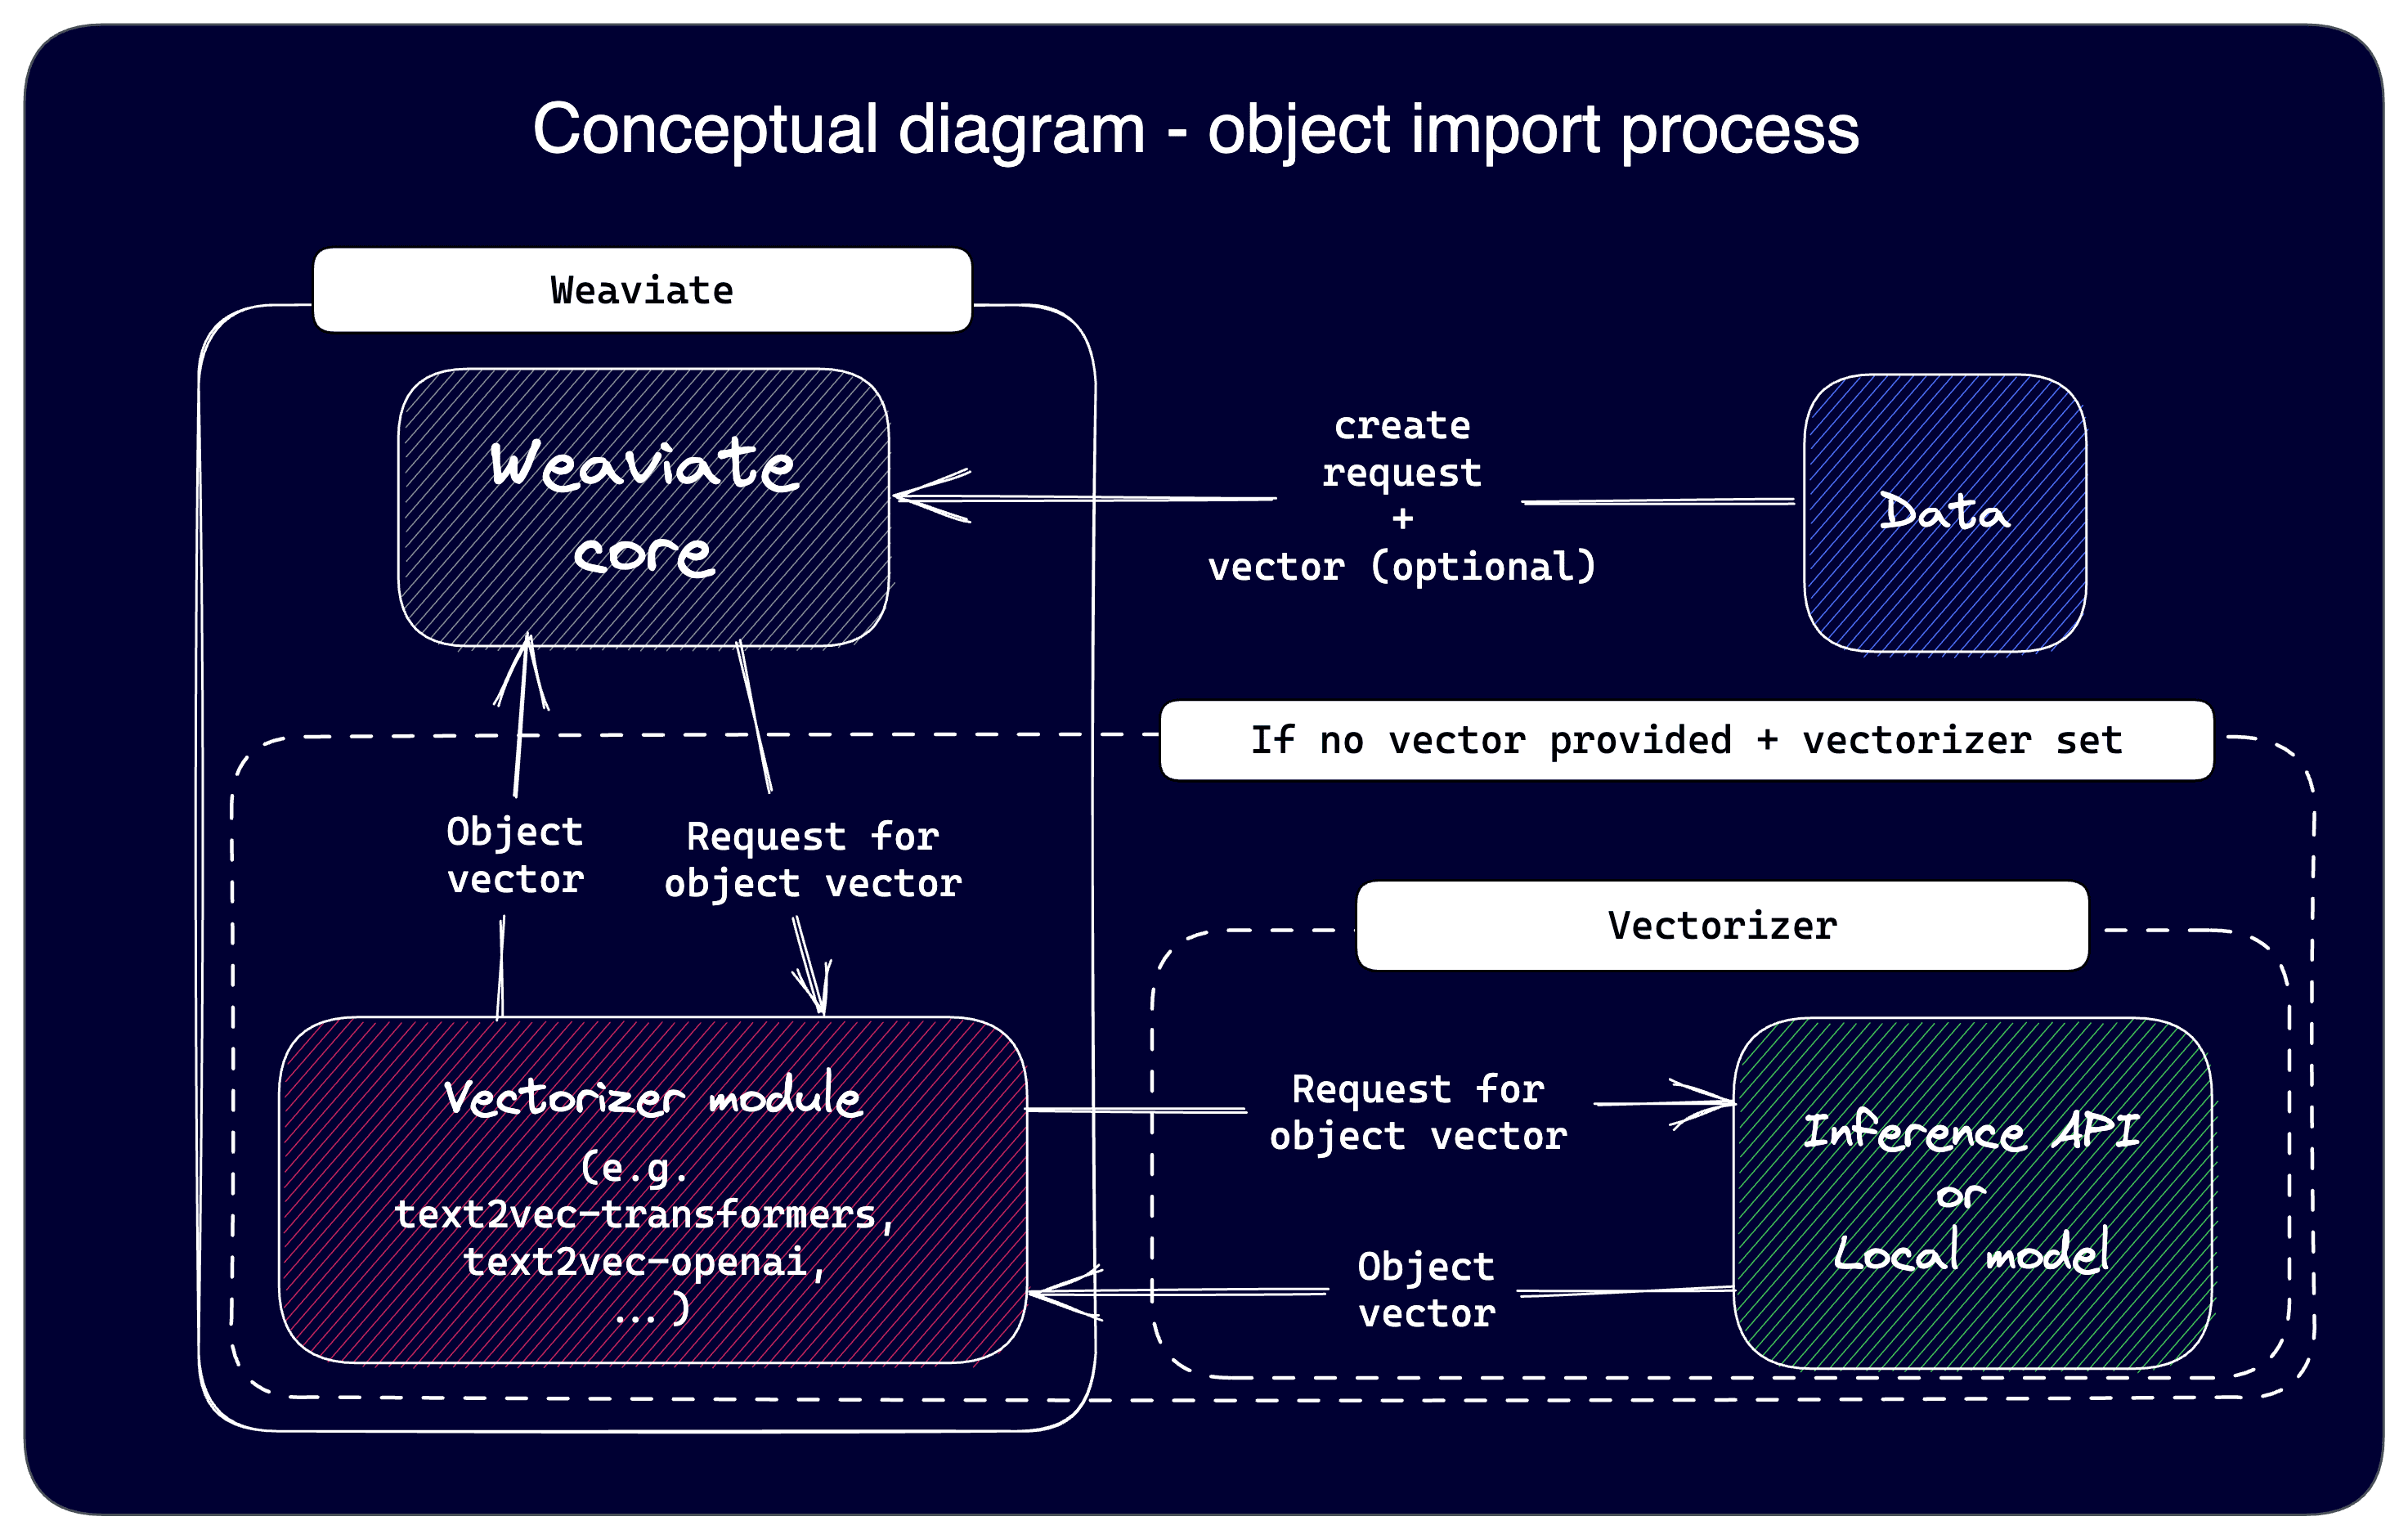 Conceptual diagram - object import process
Weaviate
Weaviate
core
create
request
+
vector (optional)
Data
If no vector provided + vectorizer set
Object
vector
Request for
object vector
Vectorizer
Vectorizer module
(e.g.
text2vec-transformers,
text2vec-openai,
... )
Request for
object vector
Object
vector
Inference API
or
Local model